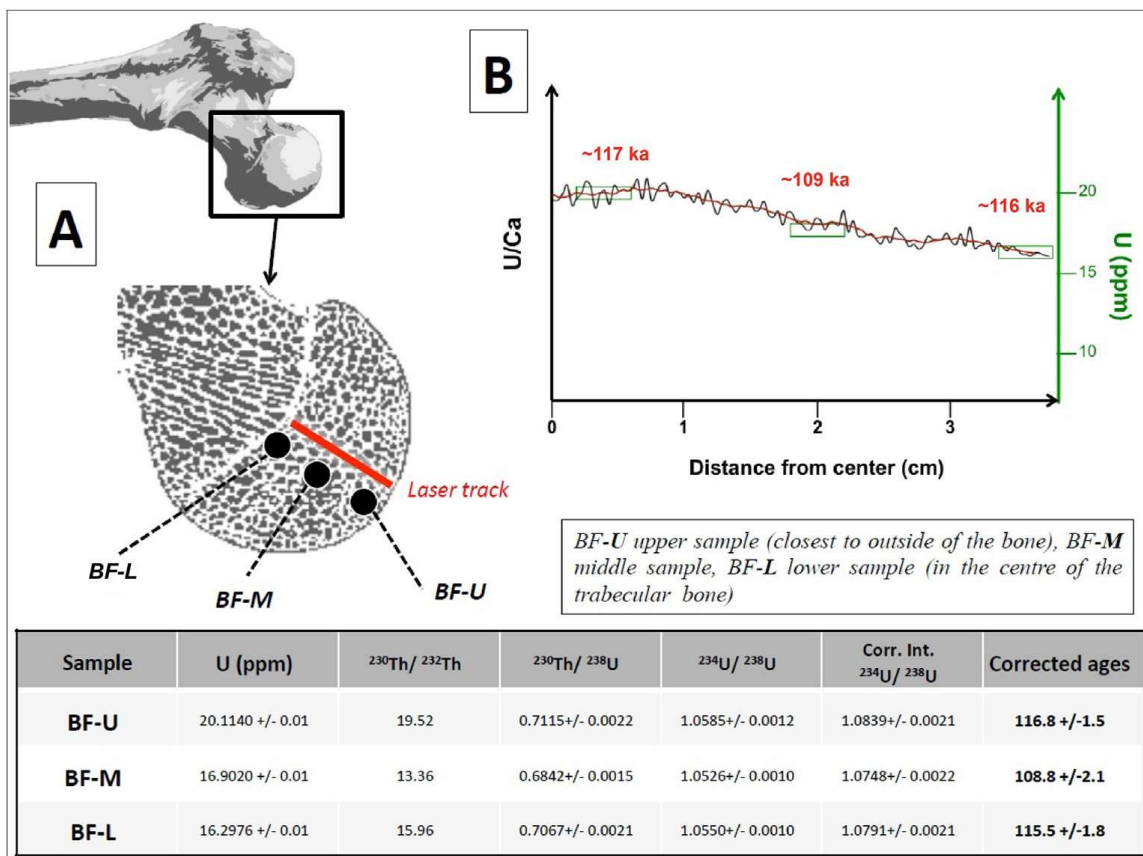 A
B
U/Ca
~117 ka
~109 ka
~116 ka
20
15
10
U (ppm)
0 1 2 3
Distance from center (cm)
Laser track
BF-L
BF-M
BF-U
BF-U upper sample (closest to outside of the bone), BF-M
middle sample, BF-L lower sample (in the centre of the
trabecular bone)
Sample U (ppm) ²³⁰Th/ ²³²Th ²³⁰Th/ ²³⁸U ²³⁴U/ ²³⁸U Corr. Int. ²³⁴U/ ²³⁸U Corrected ages
BF-U 20.1140 +/- 0.01 19.52 0.7115+/- 0.0022 1.0585+/- 0.0012 1.0839+/- 0.0021 116.8 +/-1.5
BF-M 16.9020 +/- 0.01 13.36 0.6842+/- 0.0015 1.0526+/- 0.0010 1.0748+/- 0.0022 108.8 +/-2.1
BF-L 16.2976 +/- 0.01 15.96 0.7067+/- 0.0021 1.0550+/- 0.0010 1.0791+/- 0.0021 115.5 +/-1.8